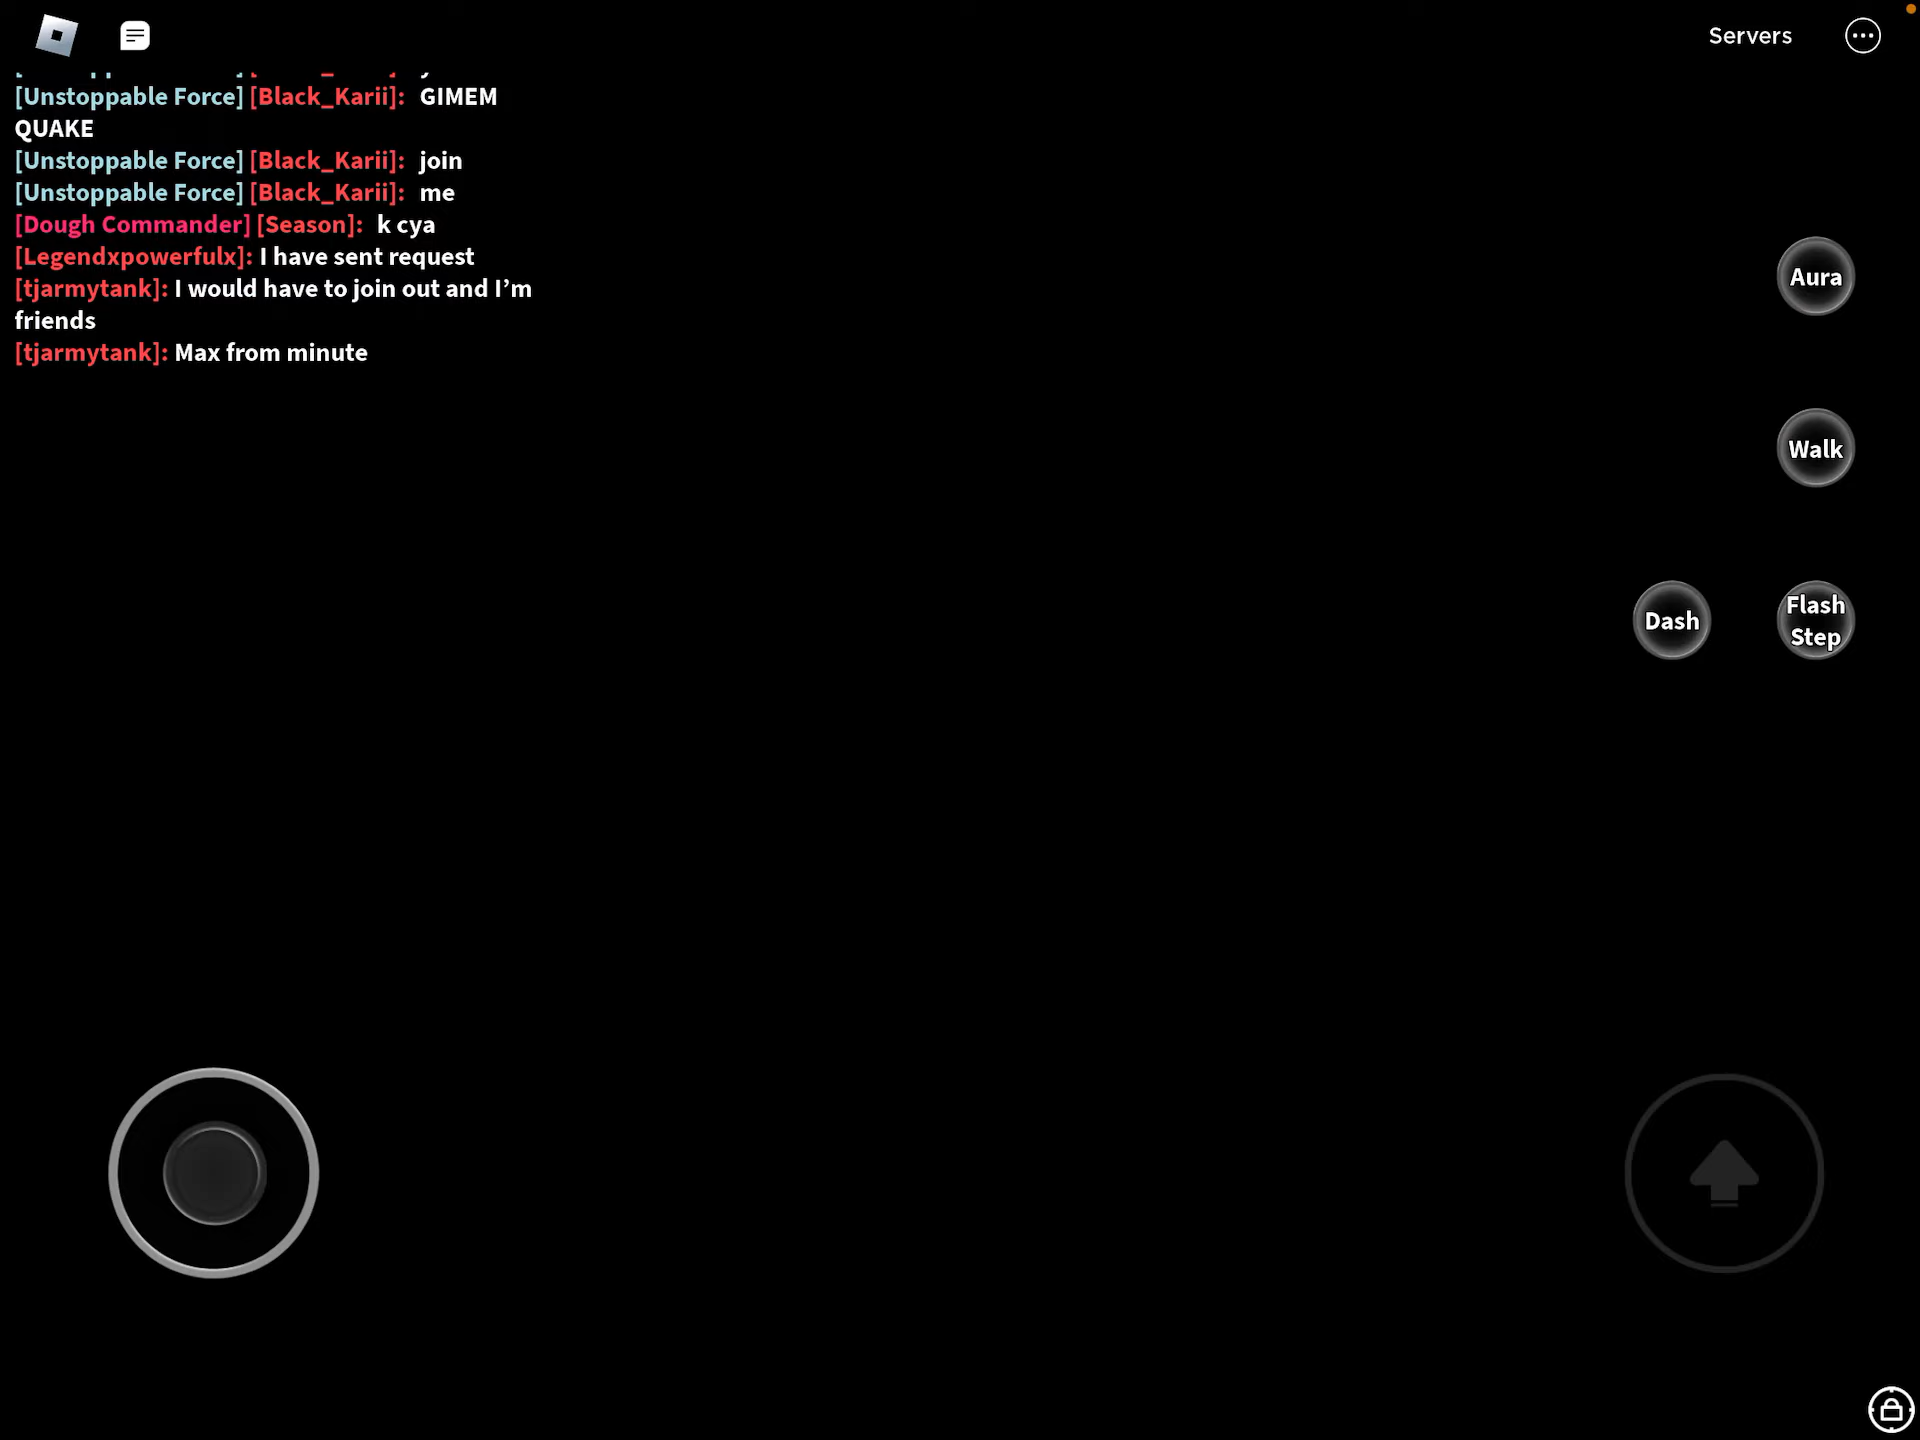 Servers
[Unstoppable Force] [Black_Karii]: GIMEM
QUAKE
[Unstoppable Force] [Black_Karii]: join
[Unstoppable Force] [Black_Karii]: me
[Dough Commander] [Season]: k cya
[Legendxpowerfulx]: I have sent request
[tjarmytank]: I would have to join out and I’m
friends
[tjarmytank]: Max from minute
Aura
Walk
Dash
Flash
Step